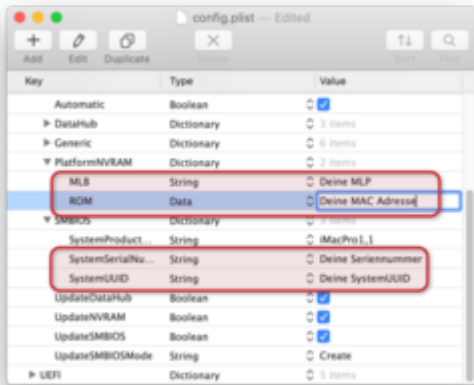 config.plist — Edited
Add Edit Duplicate Delete Sort Find
Key Type Value
Automatic Boolean
DataHub Dictionary 3 items
Generic Dictionary 6 items
PlatformNVRAM Dictionary 2 items
MLB String Deine MLP
ROM Data Deine MAC Adresse
SMBIOS Dictionary 3 items
SystemProduct... String iMacPro1,1
SystemSerialNu... String Deine Seriennummer
SystemUUID String Deine SystemUUID
UpdateDataHub Boolean
UpdateNVRAM Boolean
UpdateSMBIOS Boolean
UpdateSMBIOSMode String Create
UEFI Dictionary 5 items